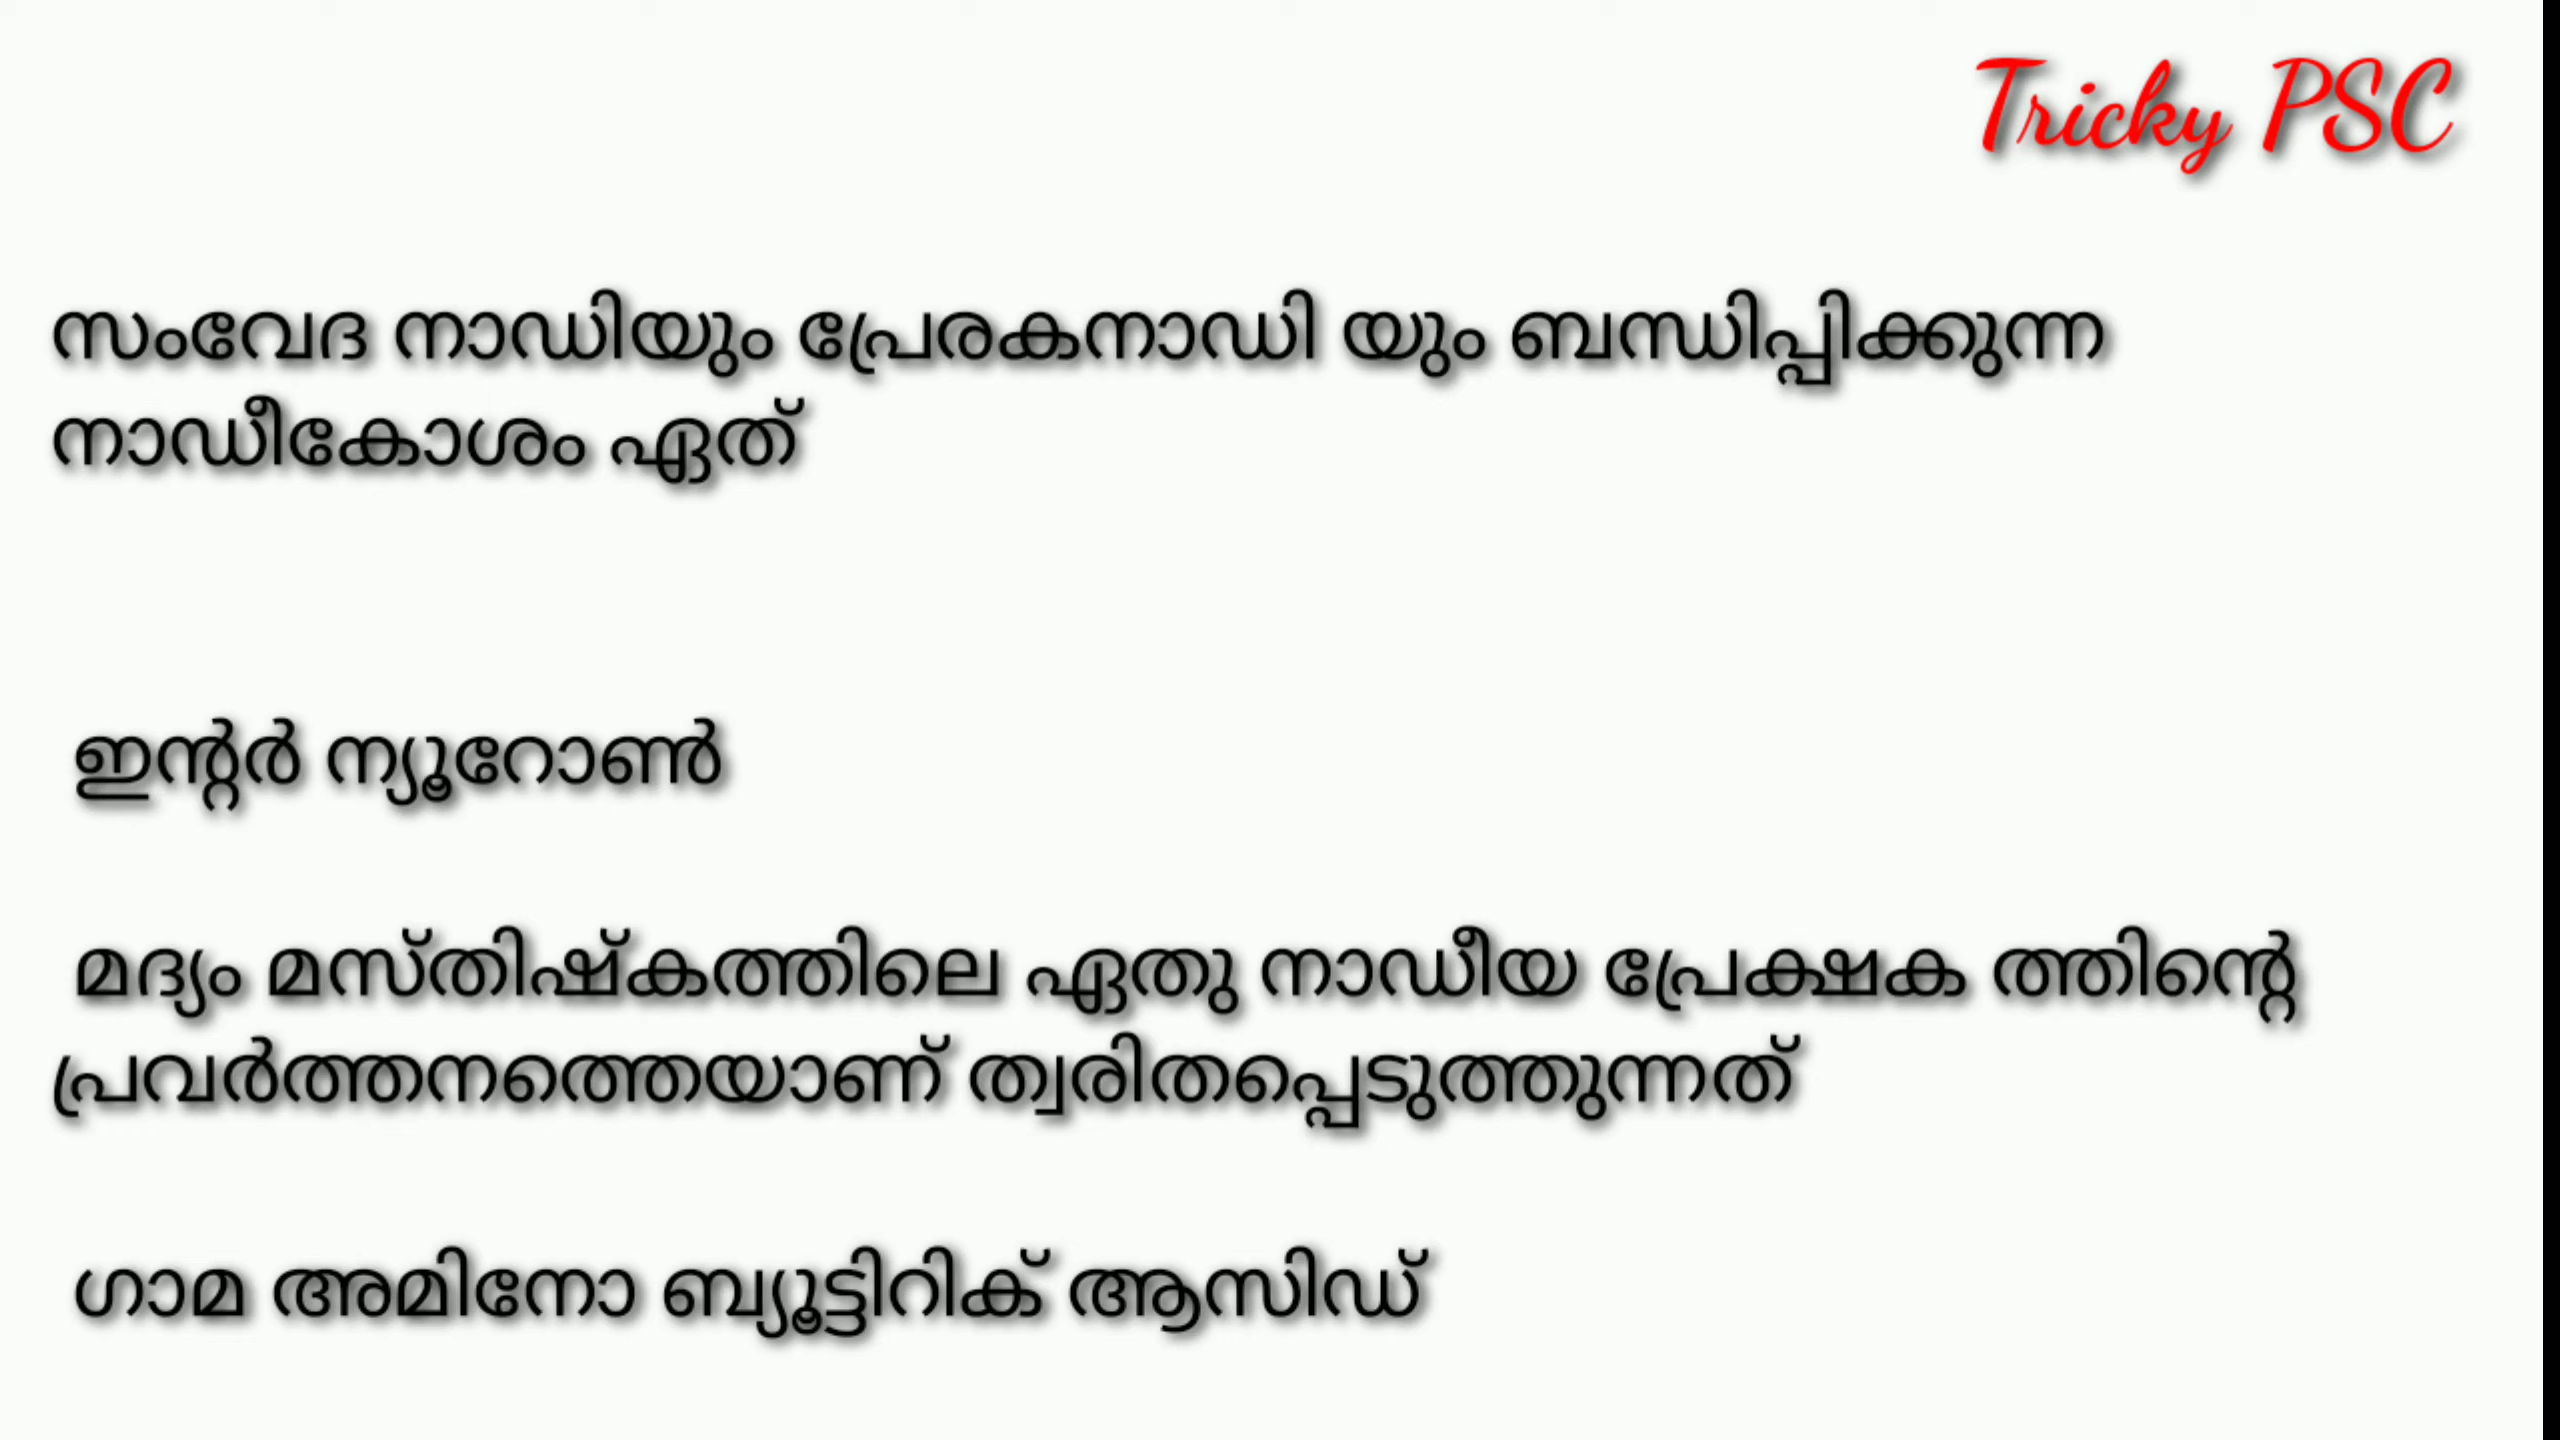 Tricky PSC
സംവേദ നാഡിയും പ്രേരകനാഡി യും ബന്ധിപ്പിക്കുന്ന
നാഡീകോശം ഏത്
ഇന്റർ ന്യൂറോൺ
മദ്യം മസ്തിഷ്കത്തിലെ ഏതു നാഡീയ പ്രേക്ഷക ത്തിന്റെ
പ്രവർത്തനത്തെയാണ് ത്വരിതപ്പെടുത്തുന്നത്
ഗാമ അമിനോ ബ്യൂട്ടിറിക് ആസിഡ്